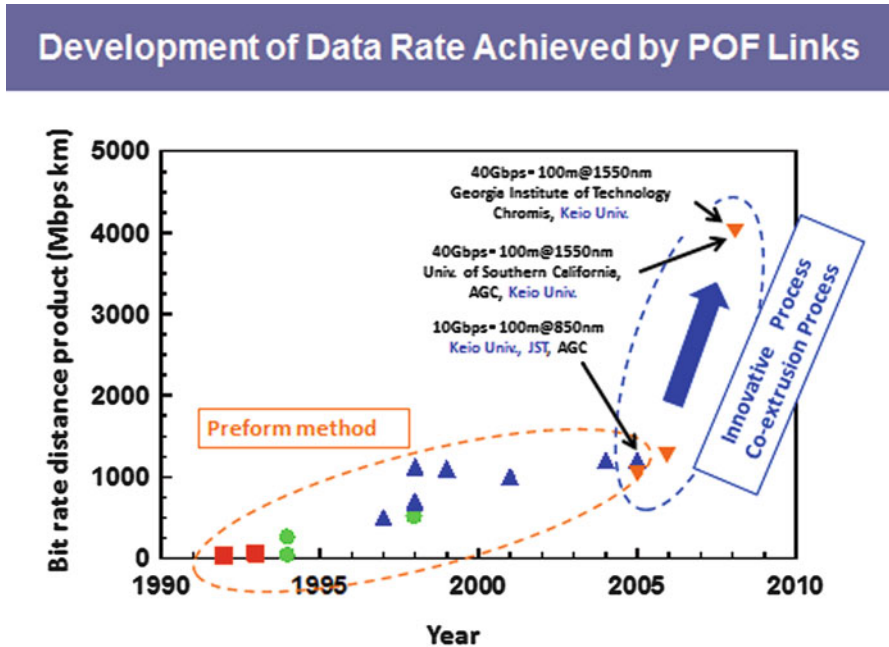 Development of Data Rate Achieved by POF Links
Bit rate distance product (Mbps km)
5000
4000
3000
2000
1000
0
40Gbps・100m@1550nm
Georgia Institute of Technology
Chromis, Keio Univ.
40Gbps・100m@1550nm
Univ. of Southern California,
AGC, Keio Univ.
10Gbps・100m@850nm
Keio Univ., JST, AGC
Preform method
Innovative Process
Co-extrusion Process
1990
1995
2000
2005
2010
Year